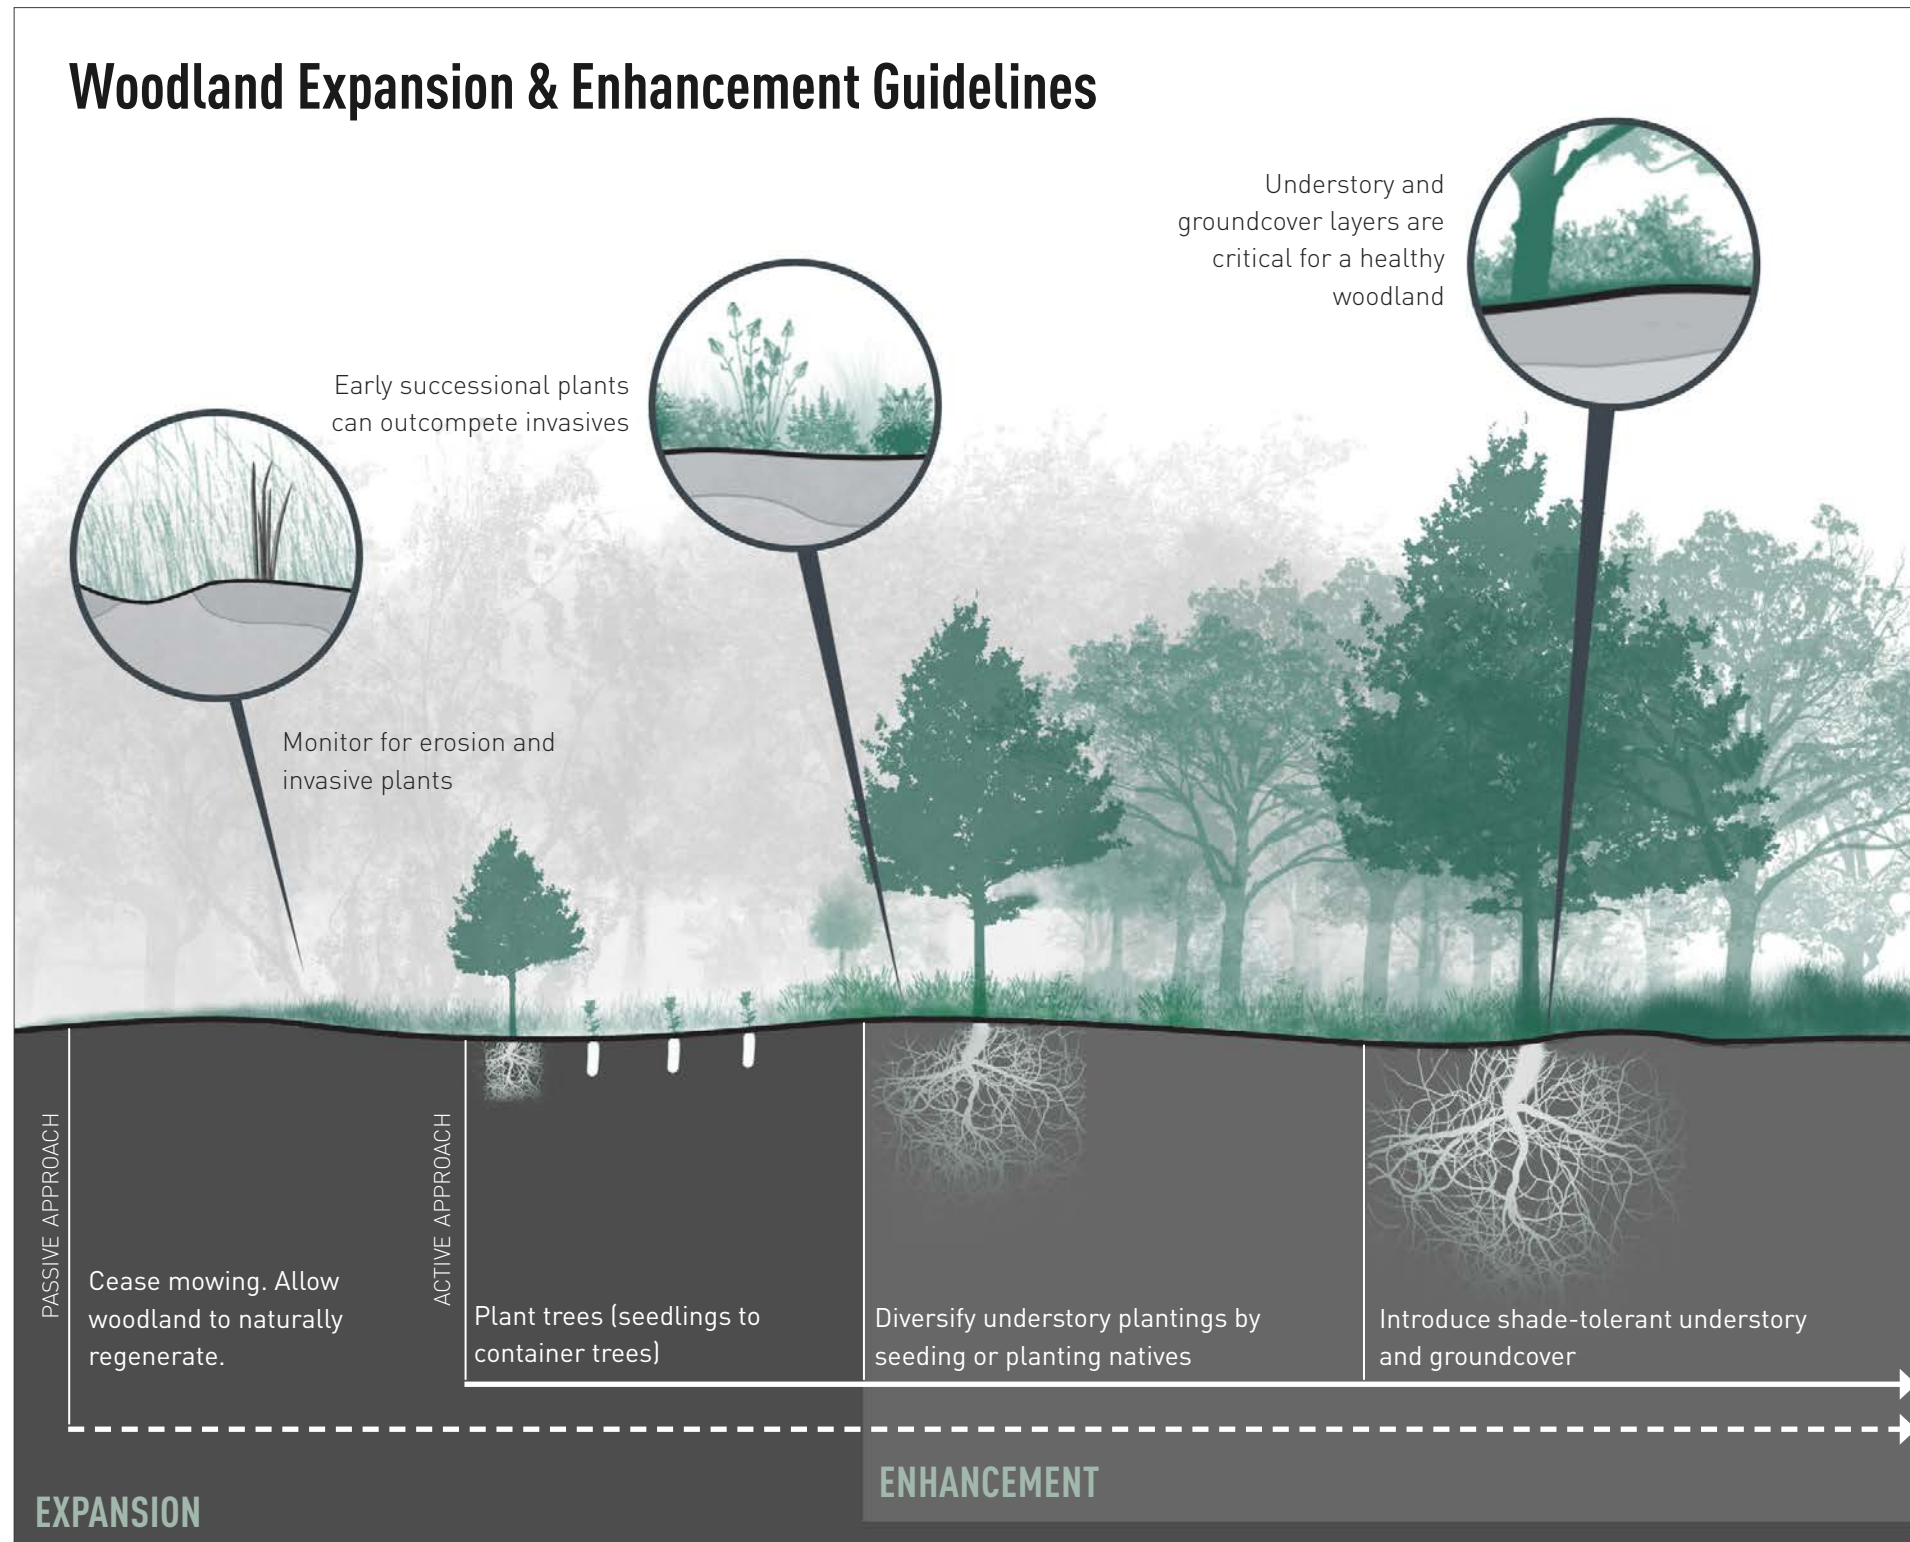 Woodland Expansion & Enhancement Guidelines
Understory and
groundcover layers are
critical for a healthy
woodland
Early successional plants
can outcompete invasives
Monitor for erosion and
invasive plants
PASSIVE APPROACH
Cease mowing. Allow
woodland to naturally
regenerate.
ACTIVE APPROACH
Plant trees (seedlings to
container trees)
Diversify understory plantings by
seeding or planting natives
Introduce shade-tolerant understory
and groundcover
ENHANCEMENT
EXPANSION